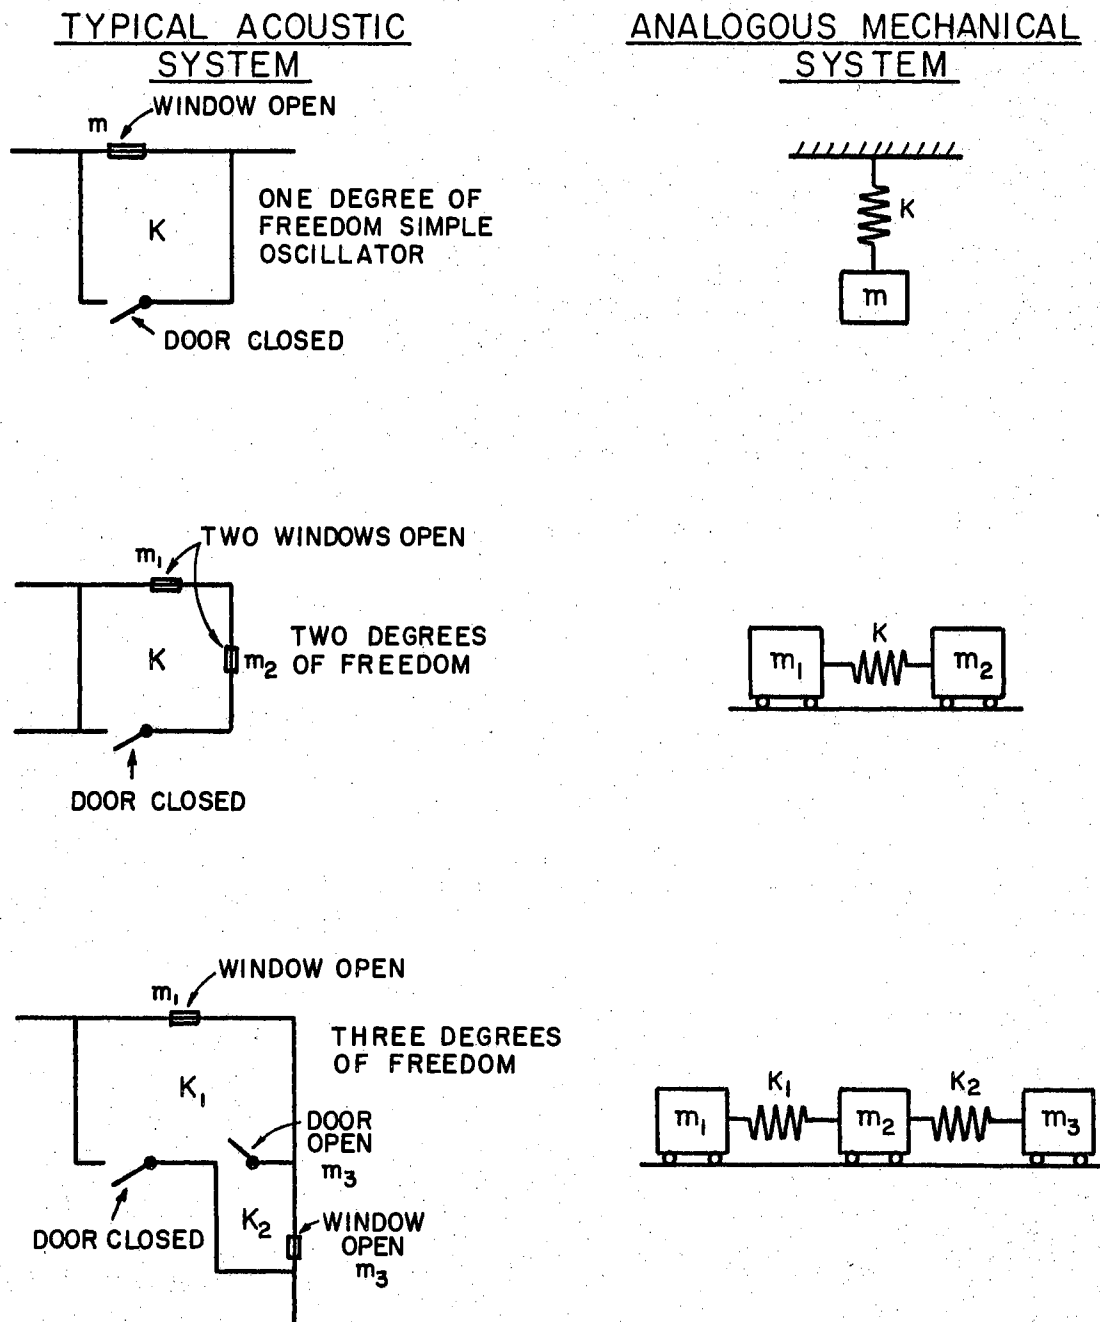 TYPICAL ACOUSTIC
SYSTEM
ANALOGOUS MECHANICAL
SYSTEM
WINDOW OPEN
m
K
ONE DEGREE OF
FREEDOM SIMPLE
OSCILLATOR
DOOR CLOSED
K
m
TWO WINDOWS OPEN
m₁
K
m₂
TWO DEGREES
OF FREEDOM
DOOR CLOSED
m₁
K
m₂
WINDOW OPEN
m₁
THREE DEGREES
OF FREEDOM
K₁
DOOR
OPEN
m₃
DOOR CLOSED
K₂
WINDOW
OPEN
m₃
m₁
K₁
m₂
K₂
m₃